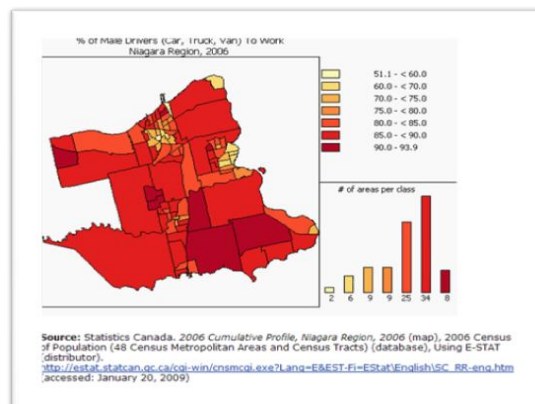 % of Male Drivers (Car, Truck, Van) To Work
Niagara Region, 2006
51.1 - < 60.0
60.0 - < 70.0
70.0 - < 75.0
75.0 - < 80.0
80.0 - < 85.0
85.0 - < 90.0
90.0 - 93.9
# of areas per class
2 6 9 9 25 34 8
Source: Statistics Canada. 2006 Cumulative Profile, Niagara Region, 2006 (map), 2006 Census
of Population (48 Census Metropolitan Areas and Census Tracts) (database), Using E-STAT
(distributor).
http://estat.statcan.gc.ca/cgi-win/cnsmcgi.exe?Lang=E&EST-Fi=EStat\English\SC_RR-eng.htm
(accessed: January 20, 2009)